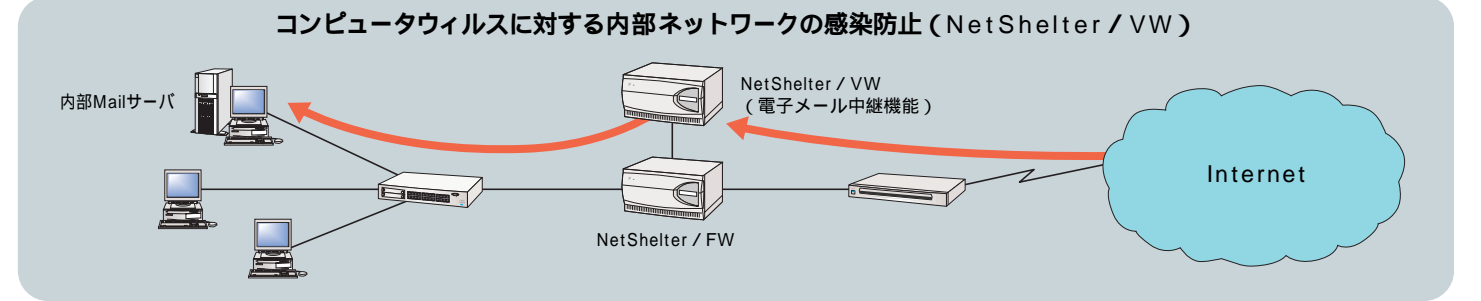 コンピュータウィルスに対する内部ネットワークの感染防止（NetShelter／VW）
内部Mailサーバ
NetShelter／VW
（電子メール中継機能）
Internet
NetShelter／FW